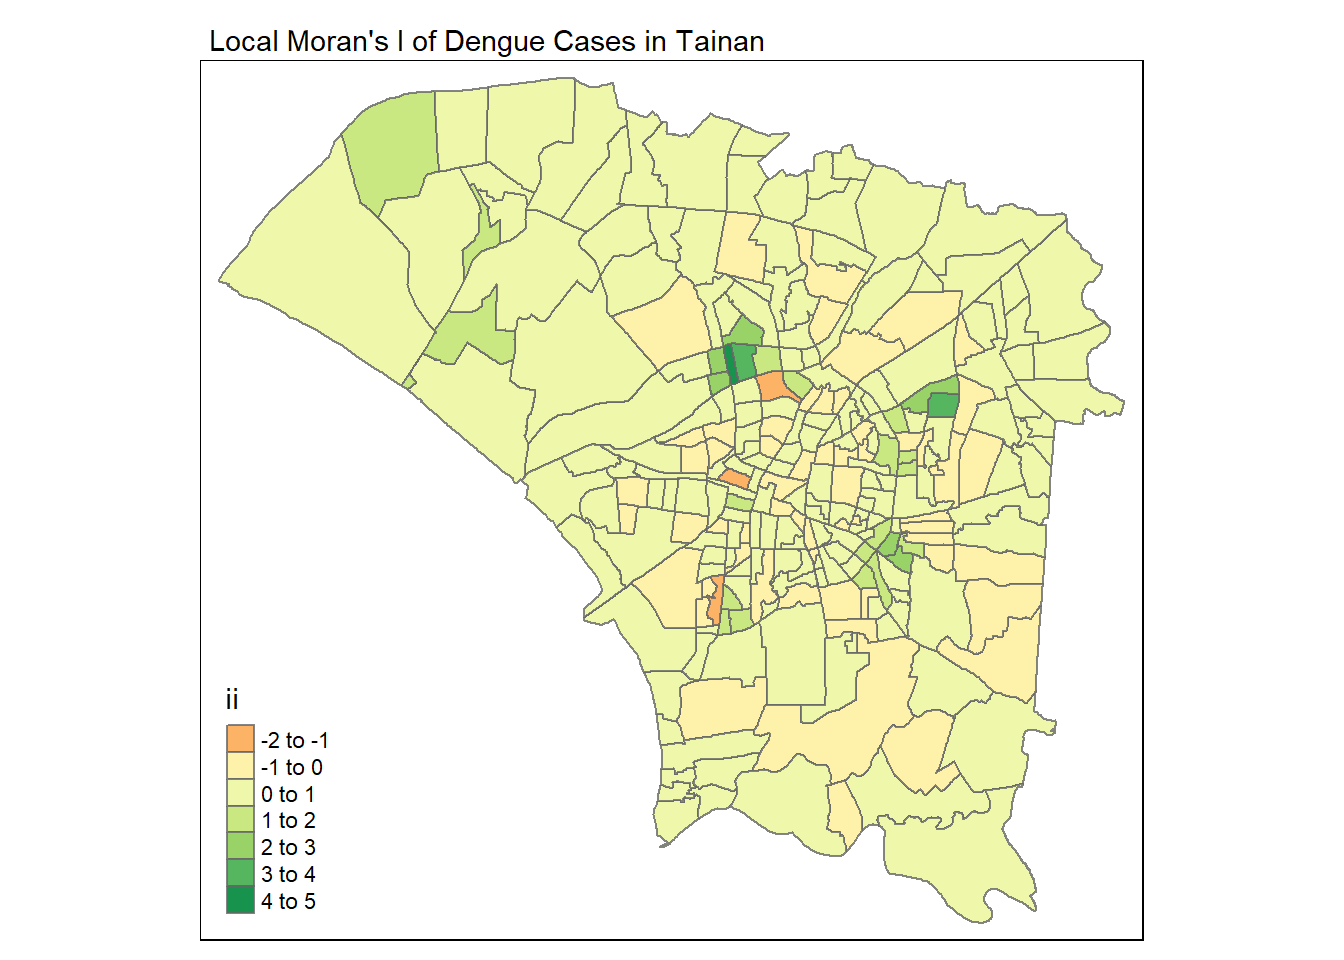 Local Moran's I of Dengue Cases in Tainan
ii
-2 to -1
-1 to 0
0 to 1
1 to 2
2 to 3
3 to 4
4 to 5